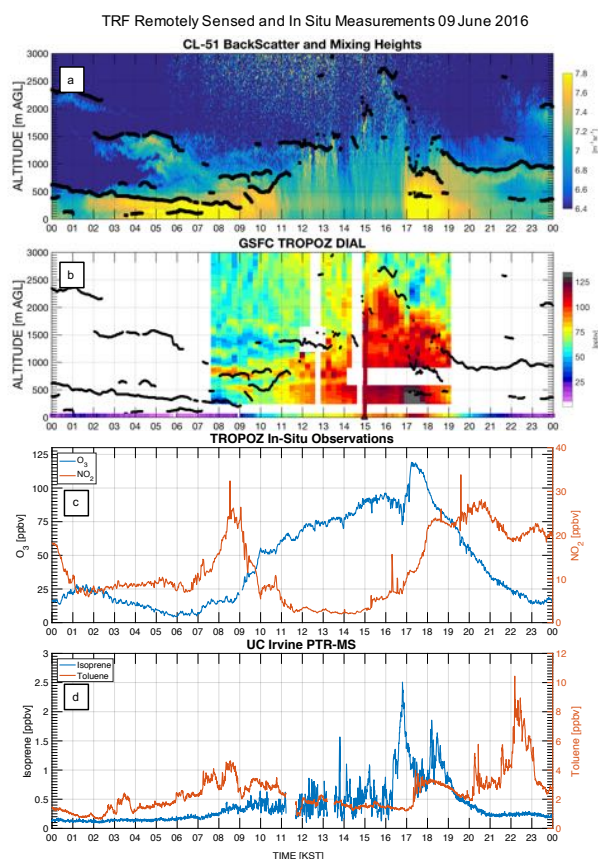 TRF Remotely Sensed and In Situ Measurements 09 June 2016
CL-51 BackScatter and Mixing Heights
a
ALTITUDE [m AGL]
3000
2500
2000
1500
1000
500
0
00 01 02 03 04 05 06 07 08 09 10 11 12 13 14 15 16 17 18 19 20 21 22 23 00
7.8
7.6
7.4
7.2
7
6.8
6.6
6.4
GSFC TROPOZ DIAL
b
ALTITUDE [m AGL]
3000
2500
2000
1500
1000
500
0
00 01 02 03 04 05 06 07 08 09 10 11 12 13 14 15 16 17 18 19 20 21 22 23 00
125
100
75
50
25
[ppbv]
TROPOZ In-Situ Observations
O3
NO2
c
O3 [ppbv]
125
100
75
50
25
00
NO2 [ppbv]
40
30
20
10
0
00 01 02 03 04 05 06 07 08 09 10 11 12 13 14 15 16 17 18 19 20 21 22 23 00
UC Irvine PTR-MS
Isoprene
Toluene
d
Isoprene [ppbv]
3
2.5
2
1.5
1
0.5
0
Toluene [ppbv]
12
10
8
6
4
2
0
00 01 02 03 04 05 06 07 08 09 10 11 12 13 14 15 16 17 18 19 20 21 22 23 00
TIME [KST]